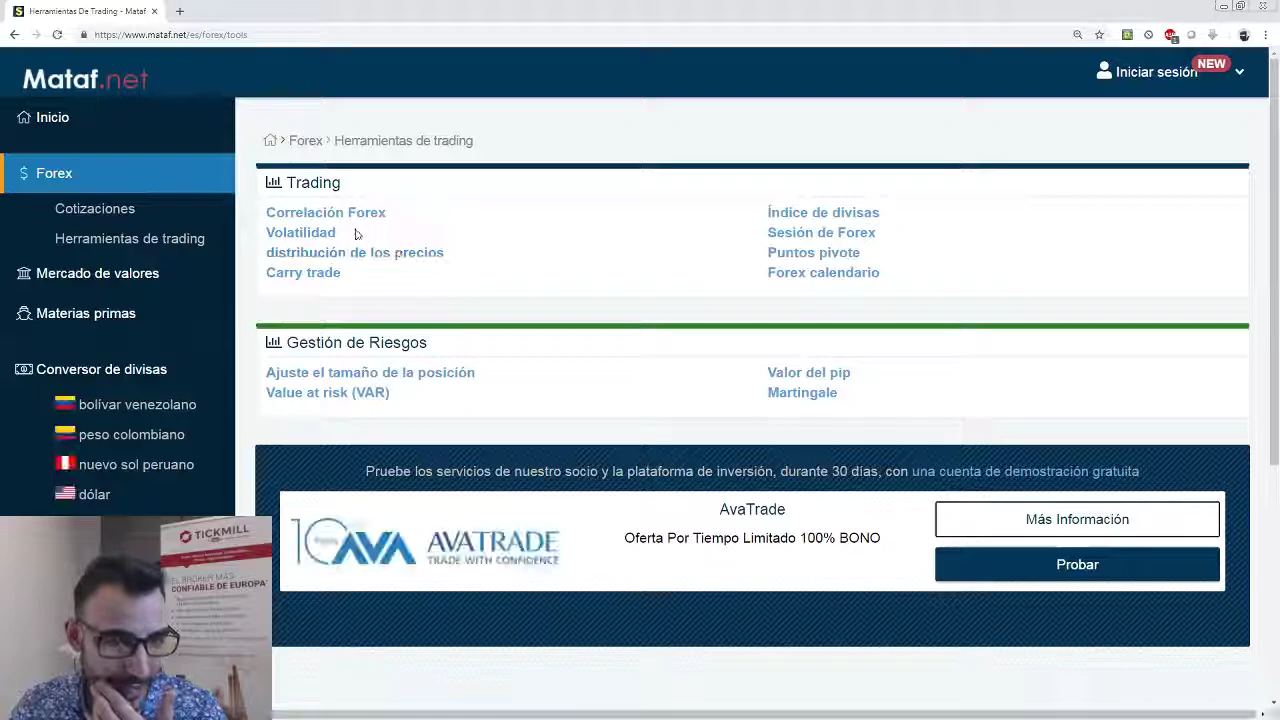 Herramientas De Trading - Mataf
https://www.mataf.net/es/forex/tools
Mataf.net
Iniciar sesión
NEW
Inicio
Forex
Cotizaciones
Herramientas de trading
Mercado de valores
Materias primas
Conversor de divisas
bolívar venezolano
peso colombiano
nuevo sol peruano
dólar
Forex
Herramientas de trading
Trading
Correlación Forex
Volatilidad
distribución de los precios
Carry trade
Índice de divisas
Sesión de Forex
Puntos pivote
Forex calendario
Gestión de Riesgos
Ajuste el tamaño de la posición
Value at risk (VAR)
Valor del pip
Martingale
Pruebe los servicios de nuestro socio y la plataforma de inversión, durante 30 días, con una cuenta de demostración gratuita
10 AVA AVATRADE
TRADE WITH CONFIDENCE
AvaTrade
Oferta Por Tiempo Limitado 100% BONO
Más Información
Probar
TICKMILL
EL BRÓKER MÁS
CONFIABLE DE EUROPA*